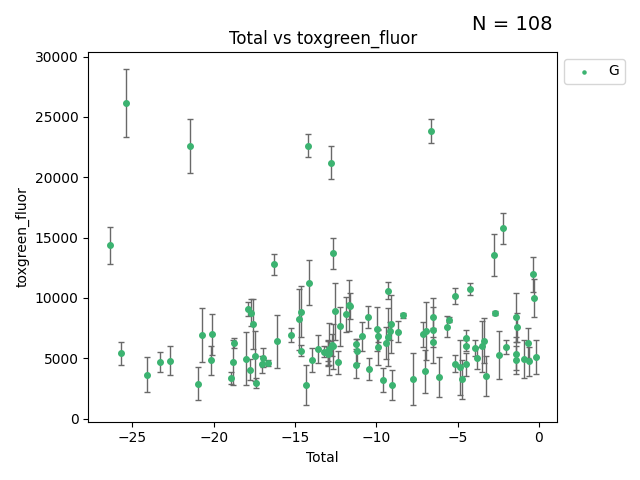 N = 108
Total vs toxgreen_fluor
G
30000
25000
20000
15000
10000
5000
0
toxgreen_fluor
−25 −20 −15 −10 −5 0
Total